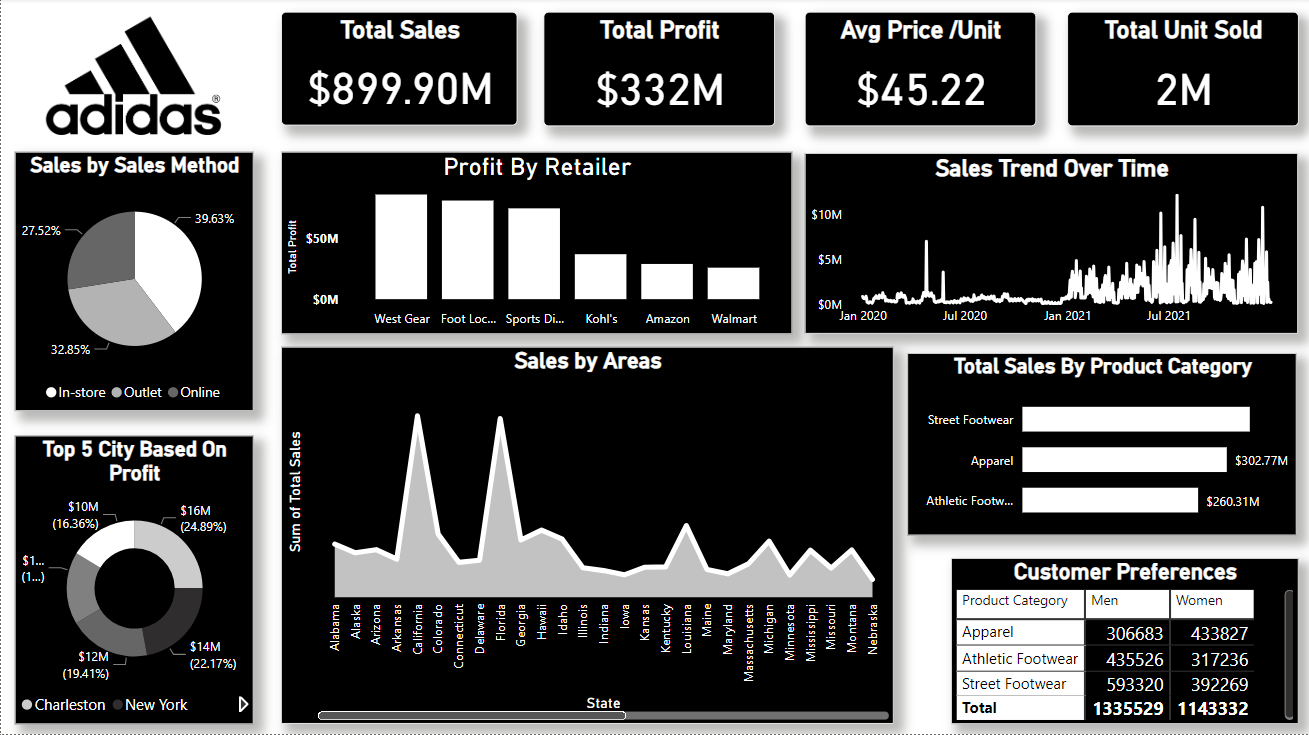 adidas®
Total Sales
$899.90M
Total Profit
$332M
Avg Price /Unit
$45.22
Total Unit Sold
2M
Sales by Sales Method
39.63%
27.52%
32.85%
In-store Outlet Online
Profit By Retailer
Total Profit
$50M
$0M
West Gear Foot Loc... Sports Di... Kohl's Amazon Walmart
Sales Trend Over Time
$10M
$5M
$0M
Jan 2020 Jul 2020 Jan 2021 Jul 2021
Top 5 City Based On
Profit
$10M
(16.36%)
$16M
(24.89%)
$1...
(1...)
$14M
(22.17%)
$12M
(19.41%)
Charleston New York
Sales by Areas
Sum of Total Sales
Alabama
Alaska
Arizona
Arkansas
California
Colorado
Connecticut
Delaware
Florida
Georgia
Hawaii
Idaho
Illinois
Indiana
Iowa
Kansas
Kentucky
Louisiana
Maine
Maryland
Massachusetts
Michigan
Minnesota
Mississippi
Missouri
Montana
Nebraska
State
Total Sales By Product Category
Street Footwear
Apparel $302.77M
Athletic Footw... $260.31M
Customer Preferences
Product Category Men Women
Apparel 306683 433827
Athletic Footwear 435526 317236
Street Footwear 593320 392269
Total 1335529 1143332